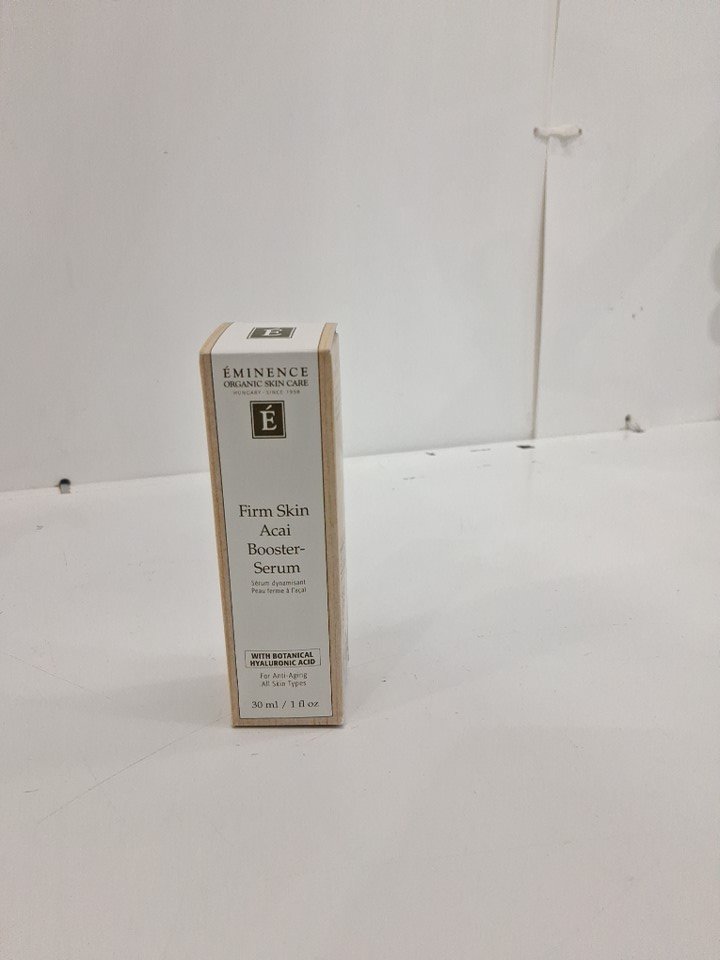 É
ÉMINENCE
ORGANIC SKIN CARE
HUNGARY · SINCE 1958
É
Firm Skin
Acai
Booster-
Serum
Sérum dynamisant
Peau ferme à l'açaï
WITH BOTANICAL
HYALURONIC ACID
For Anti-Aging
All Skin Types
30 ml / 1 fl oz